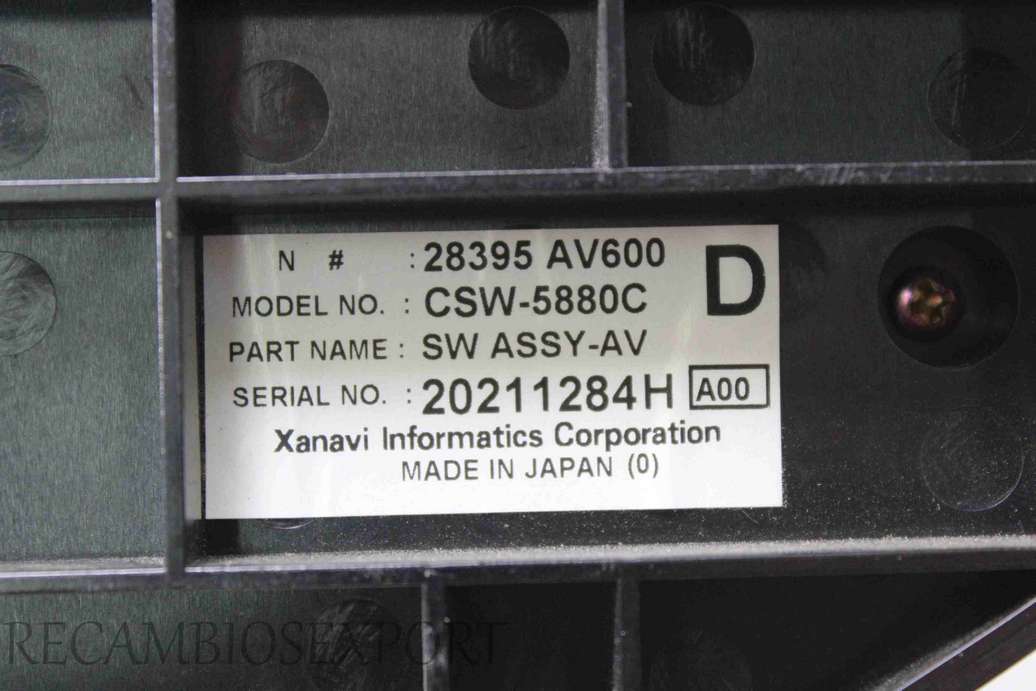 N # : 28395 AV600 D
MODEL NO. : CSW-5880C
PART NAME : SW ASSY-AV
SERIAL NO. : 20211284H A00
Xanavi Informatics Corporation
MADE IN JAPAN (0)
RECAMBIOSEXPORT